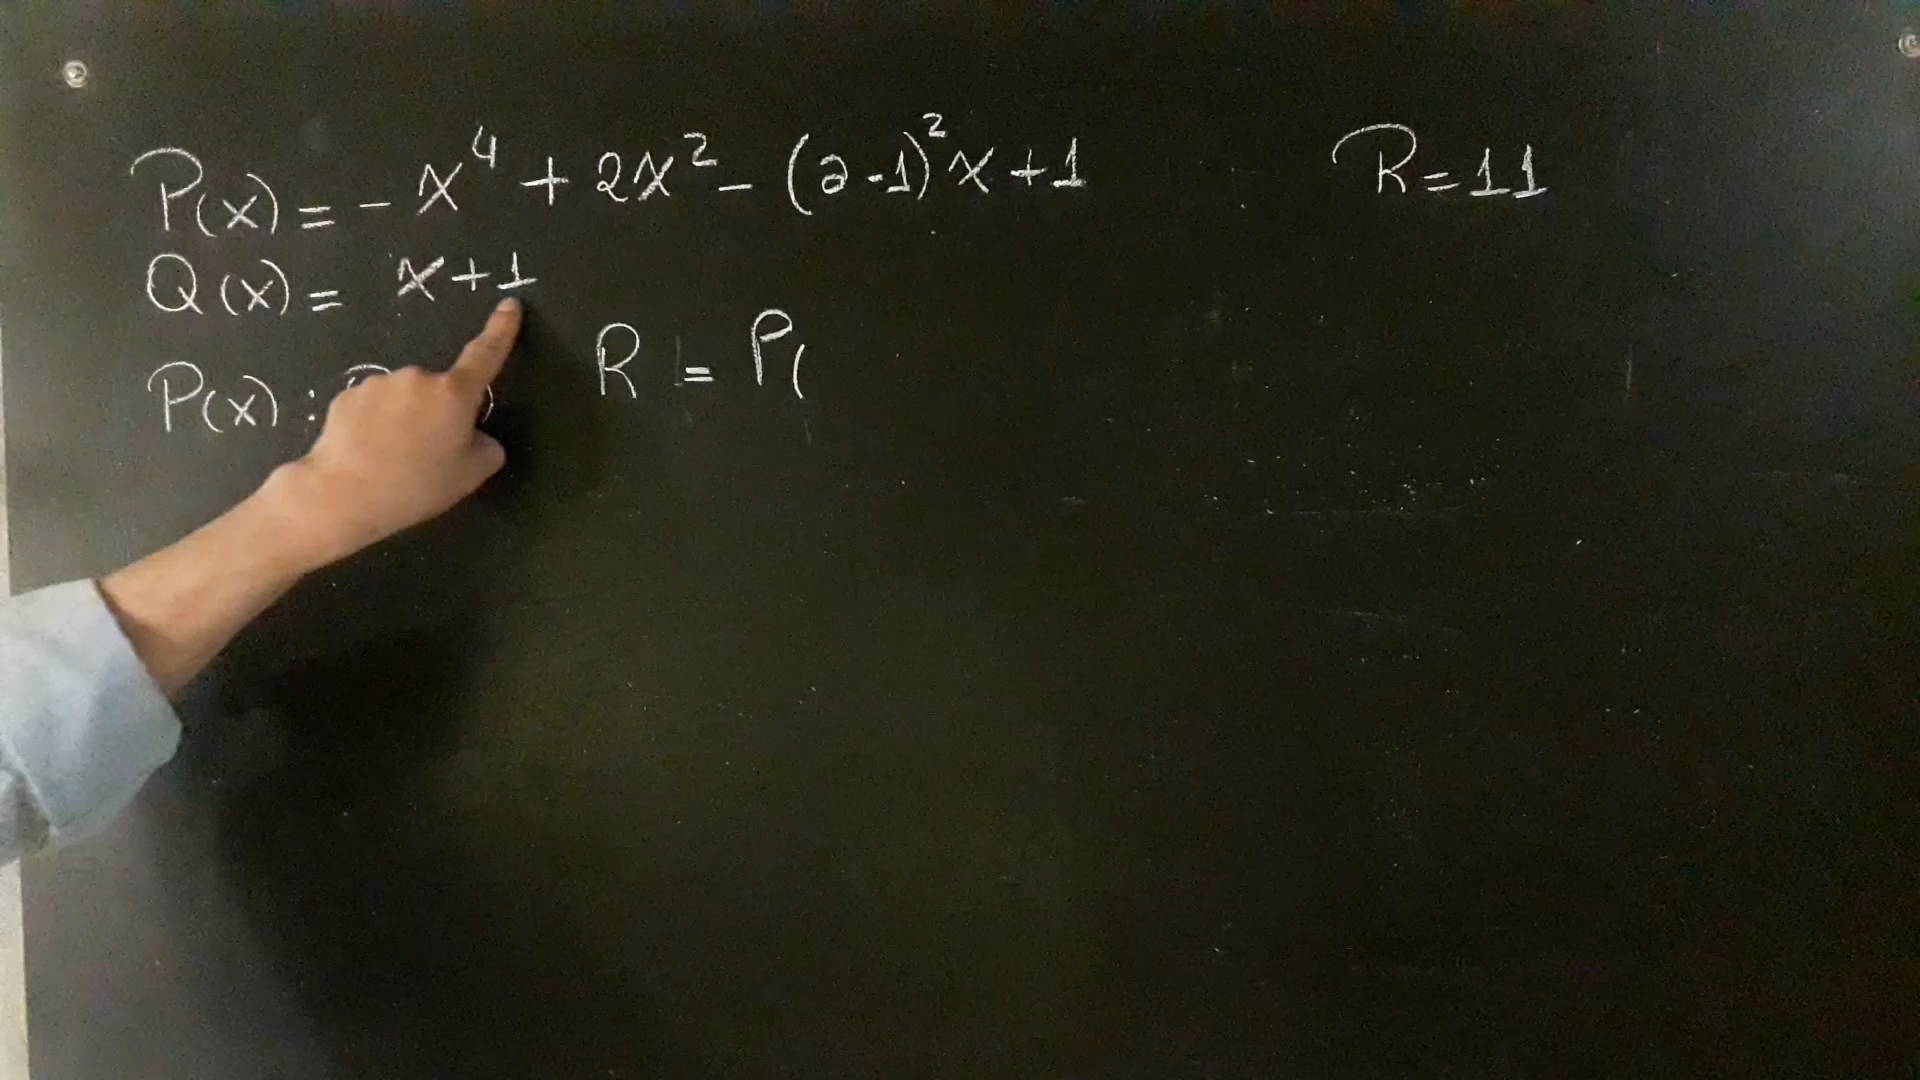 P(x) = - x⁴ + 2x² - (a-1)²x + 1
R = 11
Q(x) = x+1
P(x) :
R = P(